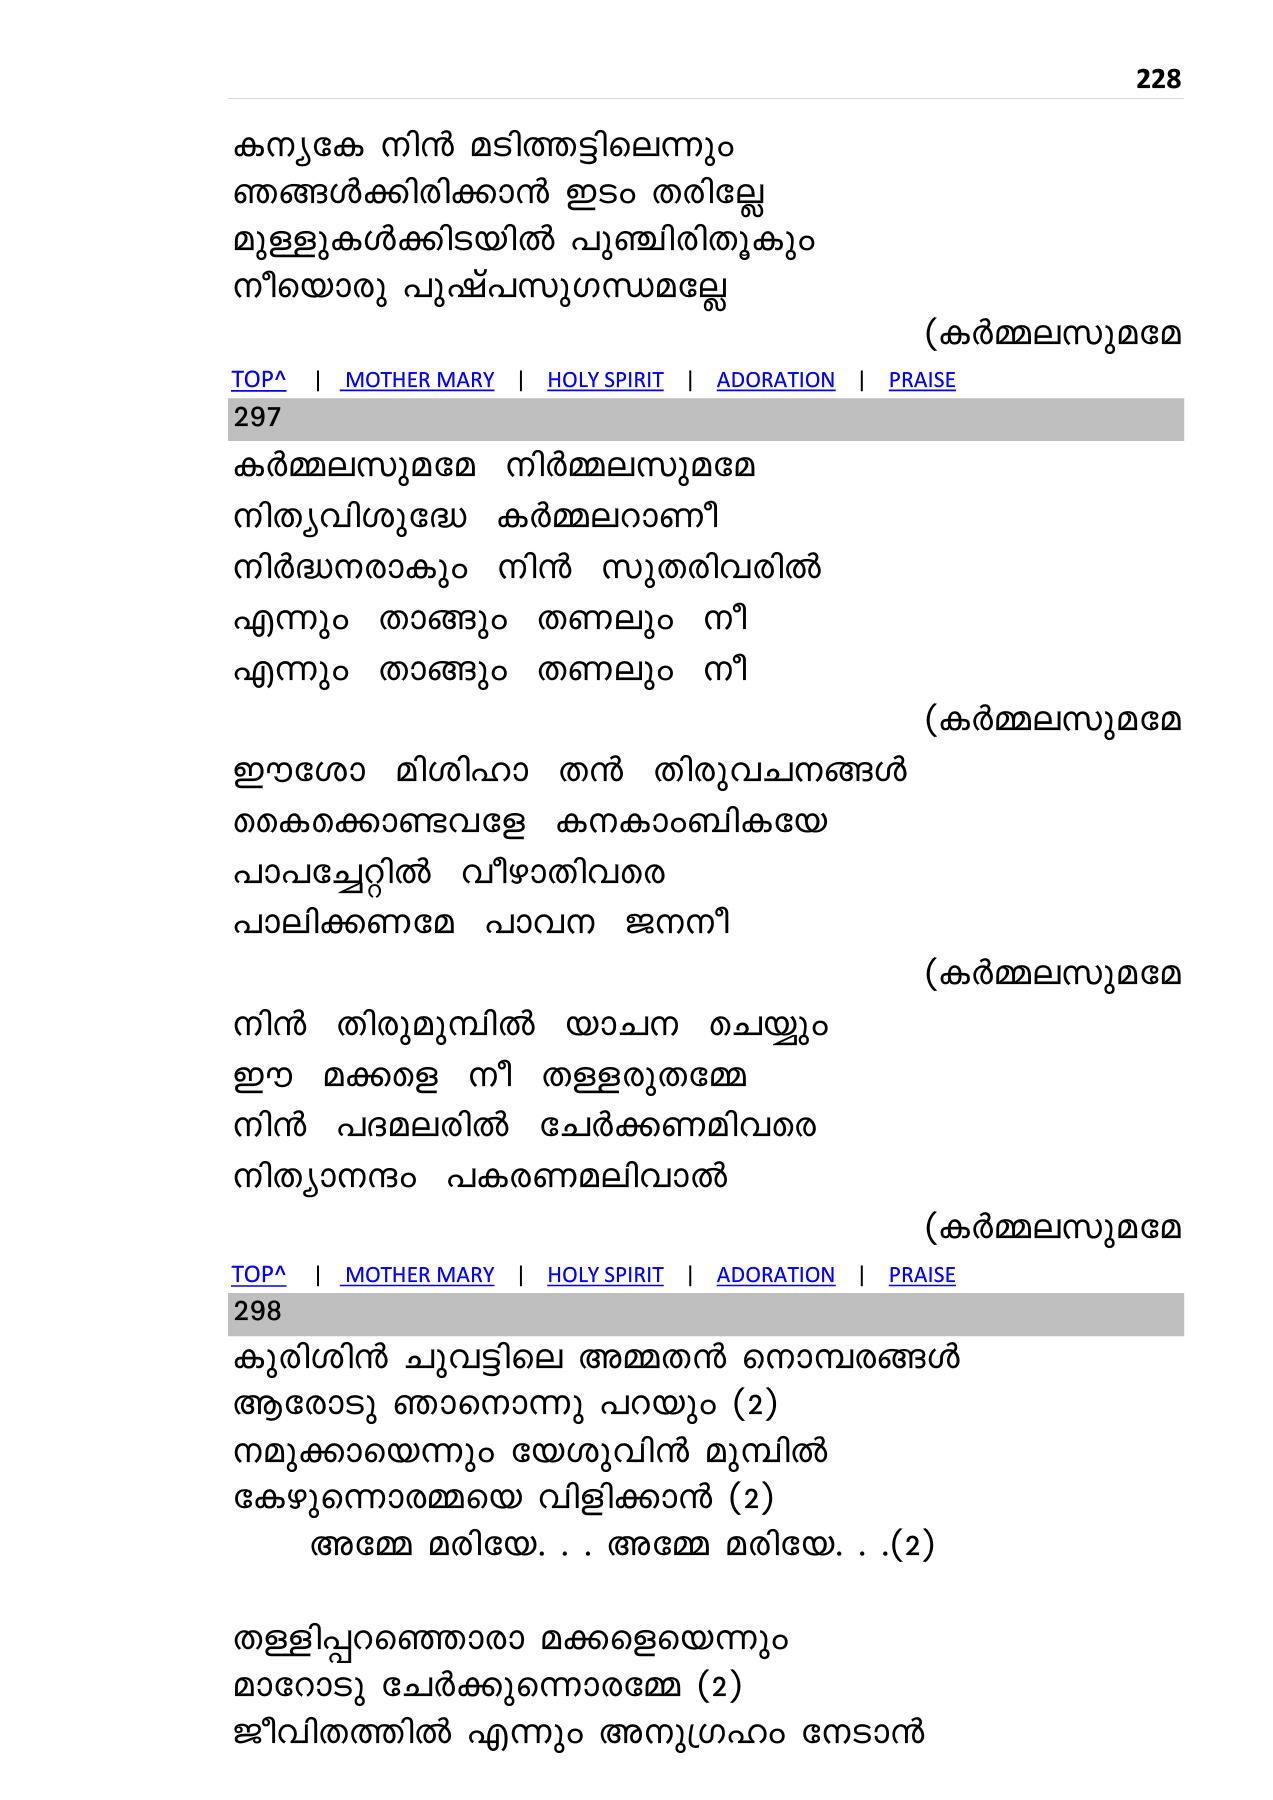 228
കന്യകേ നിൻ മടിത്തട്ടിലെന്നും
ഞങ്ങൾക്കിരിക്കാൻ ഇടം തരില്ലേ
മുള്ളുകൾക്കിടയിൽ പുഞ്ചിരിതൂകും
നീയൊരു പുഷ്പസുഗന്ധമല്ലേ
(കർമ്മലസുമമേ
TOP^ | MOTHER MARY | HOLY SPIRIT | ADORATION | PRAISE
297
കർമ്മലസുമമേ നിർമ്മലസുമമേ
നിത്യവിശുദ്ധേ കർമ്മലറാണീ
നിർദ്ധനരാകും നിൻ സുതരിവരിൽ
എന്നും താങ്ങും തണലും നീ
എന്നും താങ്ങും തണലും നീ
(കർമ്മലസുമമേ
ഈശോ മിശിഹാ തൻ തിരുവചനങ്ങൾ
കൈക്കൊണ്ടവളേ കനകാംബികയേ
പാപച്ചേറ്റിൽ വീഴാതിവരെ
പാലിക്കണമേ പാവന ജനനീ
(കർമ്മലസുമമേ
നിൻ തിരുമുമ്പിൽ യാചന ചെയ്യും
ഈ മക്കളെ നീ തള്ളരുതമ്മേ
നിൻ പദമലരിൽ ചേർക്കണമിവരെ
നിത്യാനന്ദം പകരണമലിവാൽ
(കർമ്മലസുമമേ
TOP^ | MOTHER MARY | HOLY SPIRIT | ADORATION | PRAISE
298
കുരിശിൻ ചുവട്ടിലെ അമ്മതൻ നൊമ്പരങ്ങൾ
ആരോടു ഞാനൊന്നു പറയും (2)
നമുക്കായെന്നും യേശുവിൻ മുമ്പിൽ
കേഴുന്നൊരമ്മയെ വിളിക്കാൻ (2)
അമ്മേ മരിയേ. . . അമ്മേ മരിയേ. . .(2)
തള്ളിപ്പറഞ്ഞൊരാ മക്കളെയെന്നും
മാറോടു ചേർക്കുന്നൊരമ്മേ (2)
ജീവിതത്തിൽ എന്നും അനുഗ്രഹം നേടാൻ